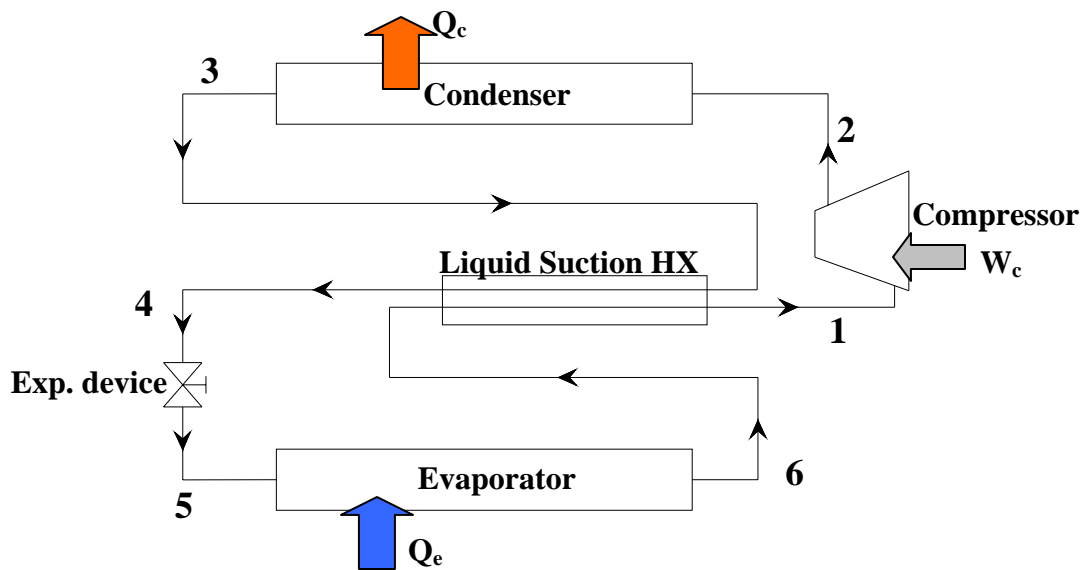 Qc
3
Condenser
2
Compressor
Liquid Suction HX
Wc
4
1
Exp. device
Evaporator
6
5
Qe